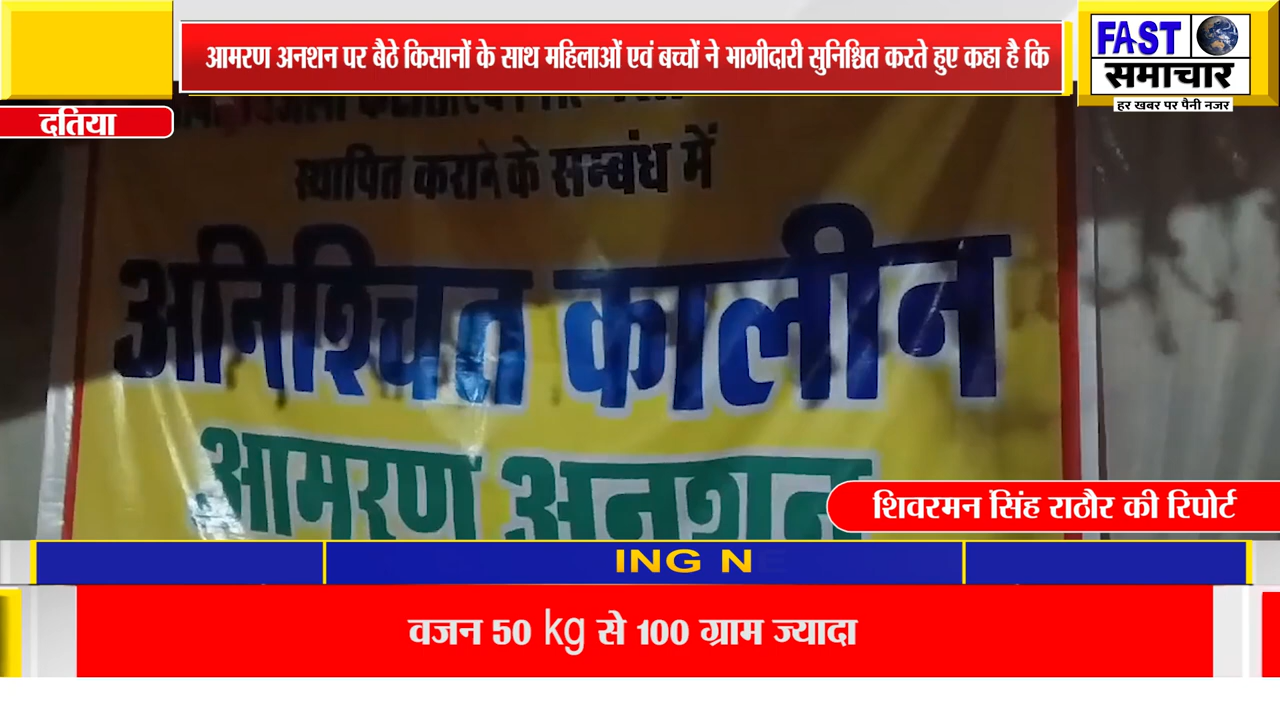 आमरण अनशन पर बैठे किसानों के साथ महिलाओं एवं बच्चों ने भागीदारी सुनिश्चित करते हुए कहा है कि
FAST
समाचार
हर खबर पर पैनी नजर
दतिया
स्थापित कराने के सम्बंध में
अनिश्चित कालीन
आमरण अनशन
शिवरमन सिंह राठौर की रिपोर्ट
ING NE
वजन 50 kg से 100 ग्राम ज्यादा